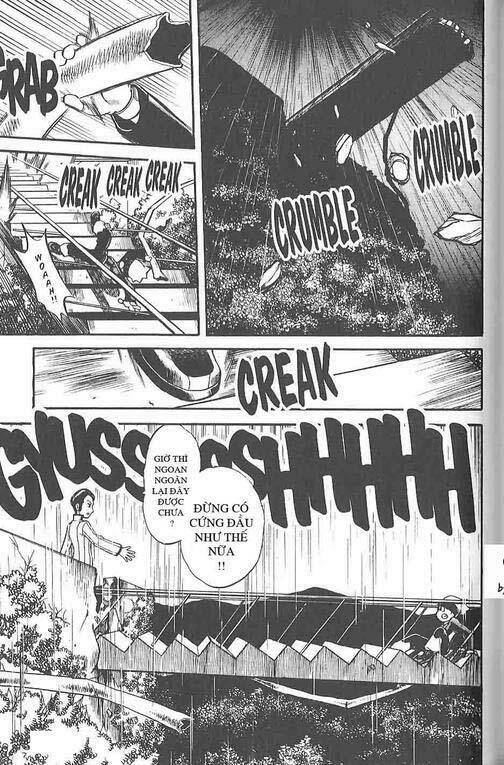 CRUMBLE
CRUMBLE
CRUMBLE
GRAB
CREAK CREAK CREAK
WOAAH!!
CREAK
GIỜ THÌ
NGOAN
NGOÃN
LẠI ĐÂY
ĐƯỢC
CHƯA
?
ĐỪNG CÓ
CỨNG ĐẦU
NHƯ THẾ
NỮA
!!